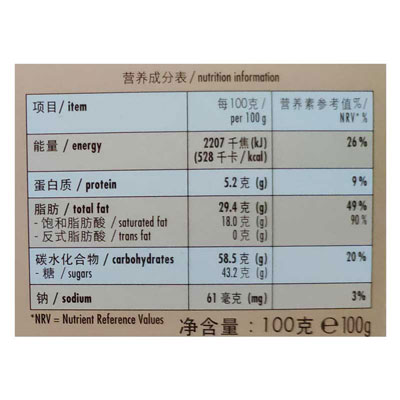 营养成分表 / nutrition information
项目 / item 每100克 / per 100 g 营养素参考值% / NRV*%
能量 / energy 2207 千焦(kJ) (528 千卡/kcal) 26%
蛋白质 / protein 5.2 克 (g) 9%
脂肪 / total fat 29.4 克 (g) 49%
- 饱和脂肪酸 / saturated fat 18.0 克 (g) 90%
- 反式脂肪酸 / trans fat 0 克 (g)
碳水化合物 / carbohydrates 58.5 克 (g) 20%
- 糖 / sugars 43.2 克 (g)
钠 / sodium 61 毫克 (mg) 3%
*NRV = Nutrient Reference Values
净含量：100克 ℮100g